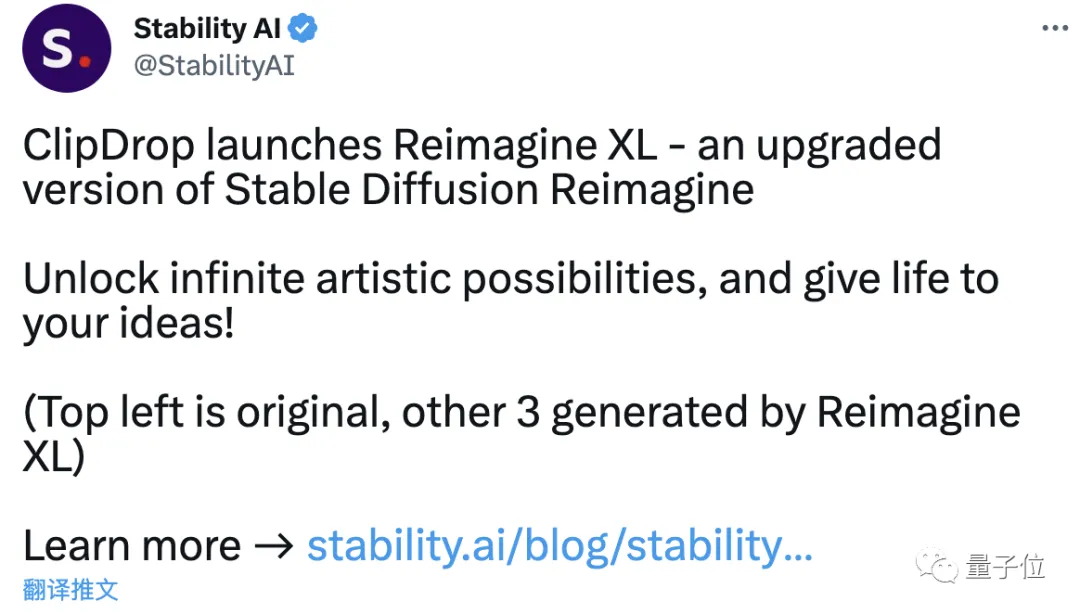 S.
Stability AI
@StabilityAI
ClipDrop launches Reimagine XL - an upgraded
version of Stable Diffusion Reimagine
Unlock infinite artistic possibilities, and give life to
your ideas!
(Top left is original, other 3 generated by Reimagine
XL)
Learn more → stability.ai/blog/stability...
翻译推文
量子位